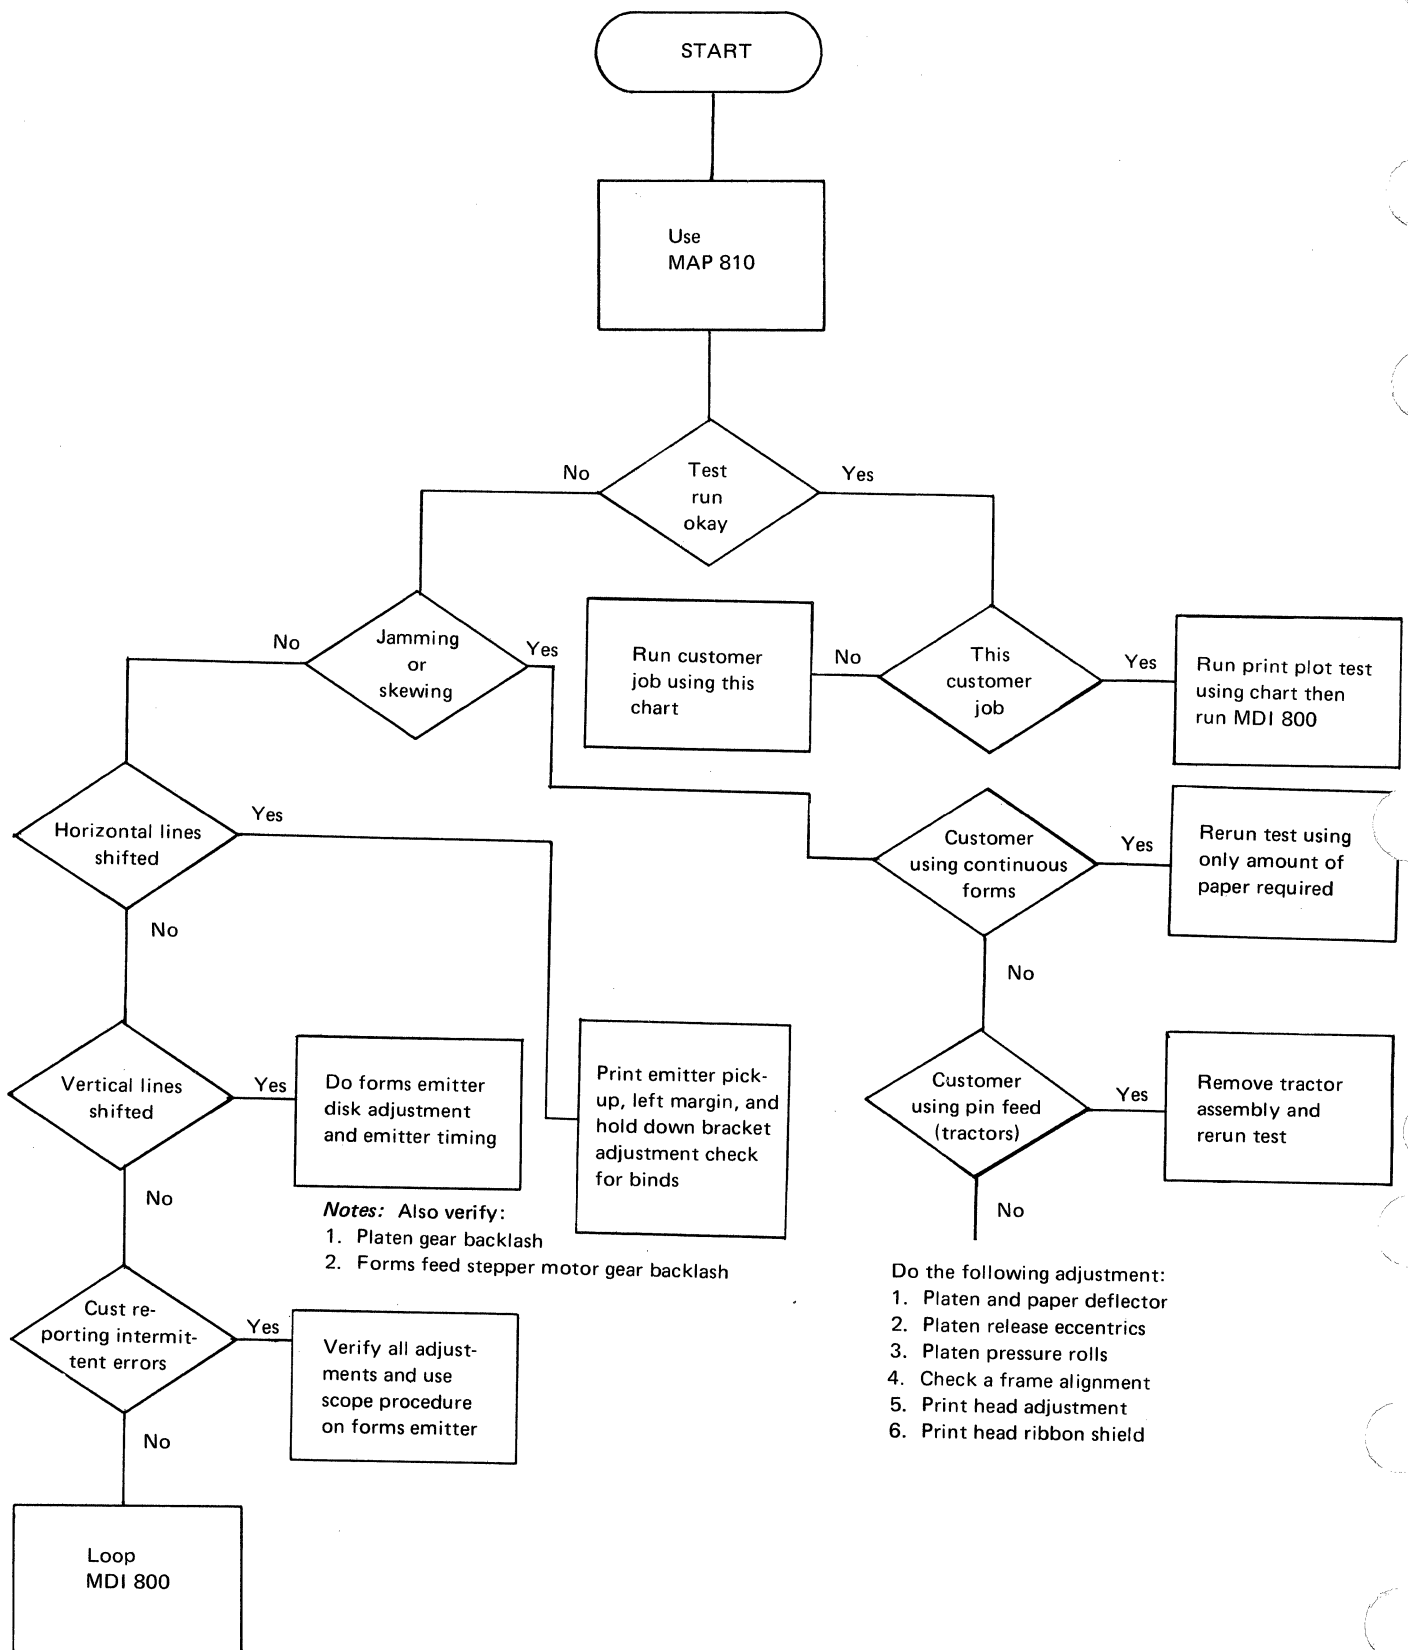 START
Use
MAP 810
No
Test
run
okay
Yes
No
Jamming
or
skewing
Yes
Run customer
job using this
chart
No
This
customer
job
Yes
Run print plot test
using chart then
run MDI 800
Horizontal lines
shifted
Yes
No
Customer
using continuous
forms
Yes
Rerun test using
only amount of
paper required
No
Vertical lines
shifted
Yes
Do forms emitter
disk adjustment
and emitter timing
Print emitter pick-
up, left margin, and
hold down bracket
adjustment check
for binds
Customer
using pin feed
(tractors)
Yes
Remove tractor
assembly and
rerun test
No
No
Notes: Also verify:
1. Platen gear backlash
2. Forms feed stepper motor gear backlash
Do the following adjustment:
1. Platen and paper deflector
2. Platen release eccentrics
3. Platen pressure rolls
4. Check a frame alignment
5. Print head adjustment
6. Print head ribbon shield
Cust re-
porting intermit-
tent errors
Yes
Verify all adjust-
ments and use
scope procedure
on forms emitter
No
Loop
MDI 800